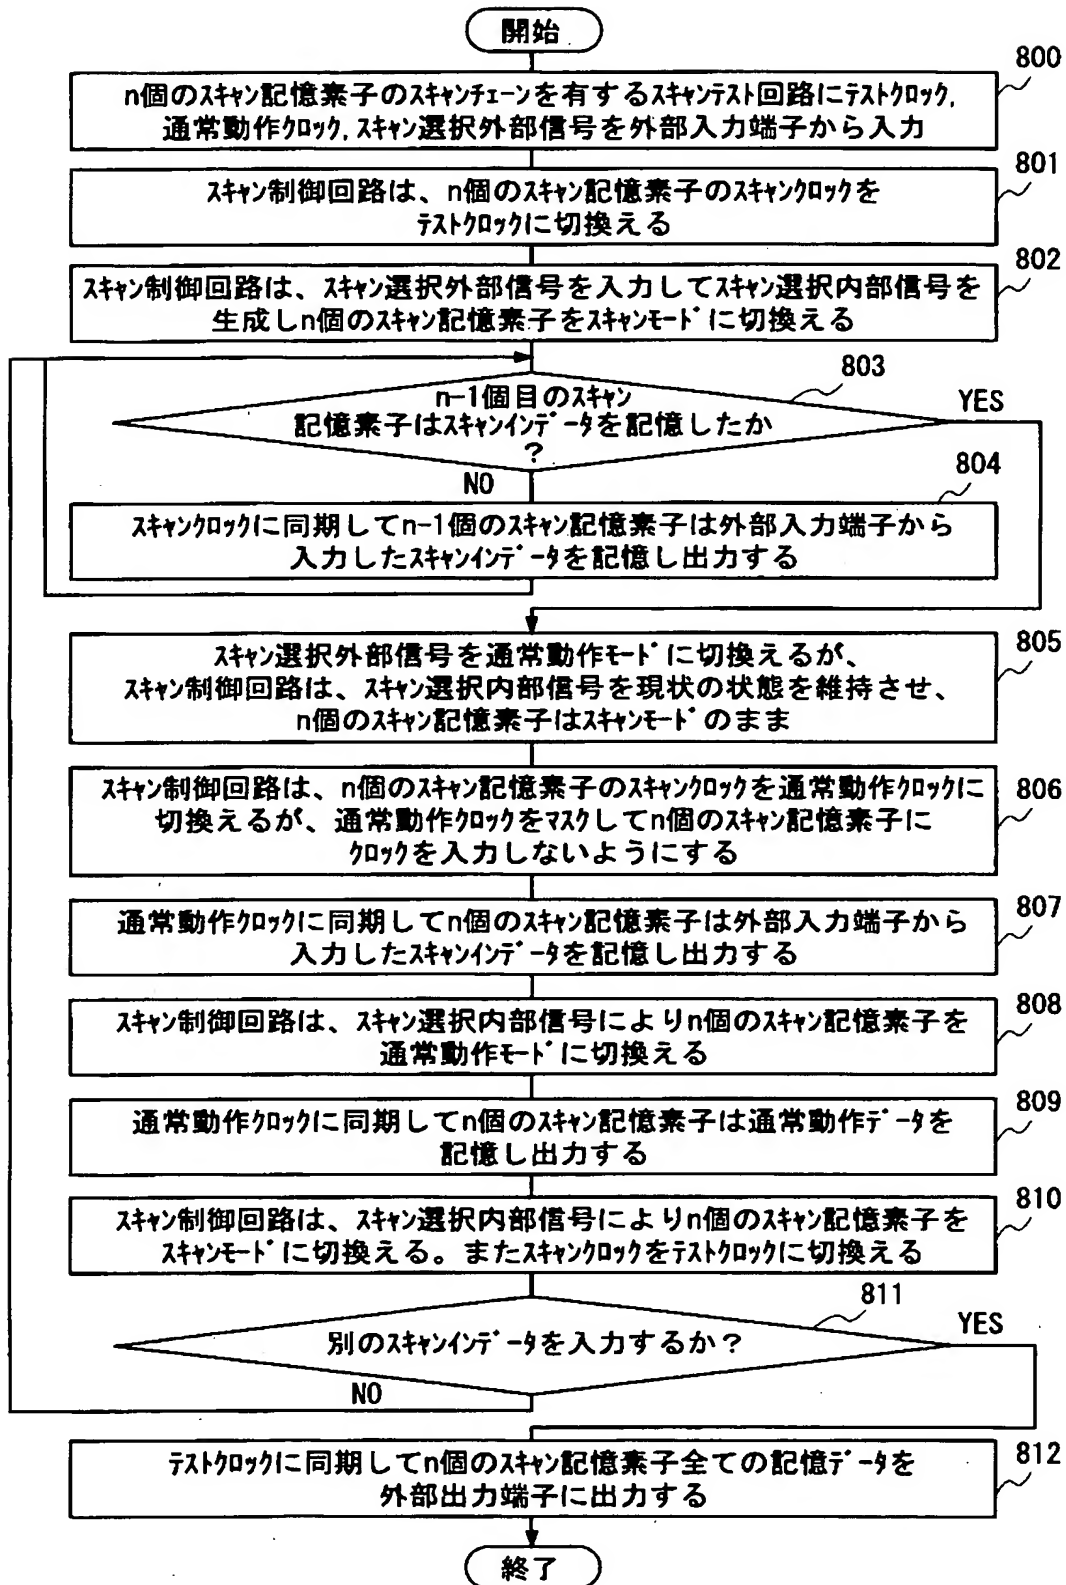 開始
800
n個のｽｷｬﾝ記憶素子のｽｷｬﾝﾁｪｰﾝを有するｽｷｬﾝﾃｽﾄ回路にﾃｽﾄｸﾛｯｸ,
通常動作ｸﾛｯｸ,ｽｷｬﾝ選択外部信号を外部入力端子から入力
801
ｽｷｬﾝ制御回路は、n個のｽｷｬﾝ記憶素子のｽｷｬﾝｸﾛｯｸを
ﾃｽﾄｸﾛｯｸに切換える
802
ｽｷｬﾝ制御回路は、ｽｷｬﾝ選択外部信号を入力してｽｷｬﾝ選択内部信号を
生成しn個のｽｷｬﾝ記憶素子をｽｷｬﾝﾓｰﾄﾞに切換える
803
n-1個目のｽｷｬﾝ
記憶素子はｽｷｬﾝｲﾝﾃﾞｰﾀを記憶したか
?
YES
NO
804
ｽｷｬﾝｸﾛｯｸに同期してn-1個のｽｷｬﾝ記憶素子は外部入力端子から
入力したｽｷｬﾝｲﾝﾃﾞｰﾀを記憶し出力する
805
ｽｷｬﾝ選択外部信号を通常動作ﾓｰﾄﾞに切換えるが、
ｽｷｬﾝ制御回路は、ｽｷｬﾝ選択内部信号を現状の状態を維持させ、
n個のｽｷｬﾝ記憶素子はｽｷｬﾝﾓｰﾄﾞのまま
806
ｽｷｬﾝ制御回路は、n個のｽｷｬﾝ記憶素子のｽｷｬﾝｸﾛｯｸを通常動作ｸﾛｯｸに
切換えるが、通常動作ｸﾛｯｸをﾏｽｸしてn個のｽｷｬﾝ記憶素子に
ｸﾛｯｸを入力しないようにする
807
通常動作ｸﾛｯｸに同期してn個のｽｷｬﾝ記憶素子は外部入力端子から
入力したｽｷｬﾝｲﾝﾃﾞｰﾀを記憶し出力する
808
ｽｷｬﾝ制御回路は、ｽｷｬﾝ選択内部信号によりn個のｽｷｬﾝ記憶素子を
通常動作ﾓｰﾄﾞに切換える
809
通常動作ｸﾛｯｸに同期してn個のｽｷｬﾝ記憶素子は通常動作ﾃﾞｰﾀを
記憶し出力する
810
ｽｷｬﾝ制御回路は、ｽｷｬﾝ選択内部信号によりn個のｽｷｬﾝ記憶素子を
ｽｷｬﾝﾓｰﾄﾞに切換える。またｽｷｬﾝｸﾛｯｸをﾃｽﾄｸﾛｯｸに切換える
811
別のｽｷｬﾝｲﾝﾃﾞｰﾀを入力するか?
YES
NO
812
ﾃｽﾄｸﾛｯｸに同期してn個のｽｷｬﾝ記憶素子全ての記憶ﾃﾞｰﾀを
外部出力端子に出力する
終了